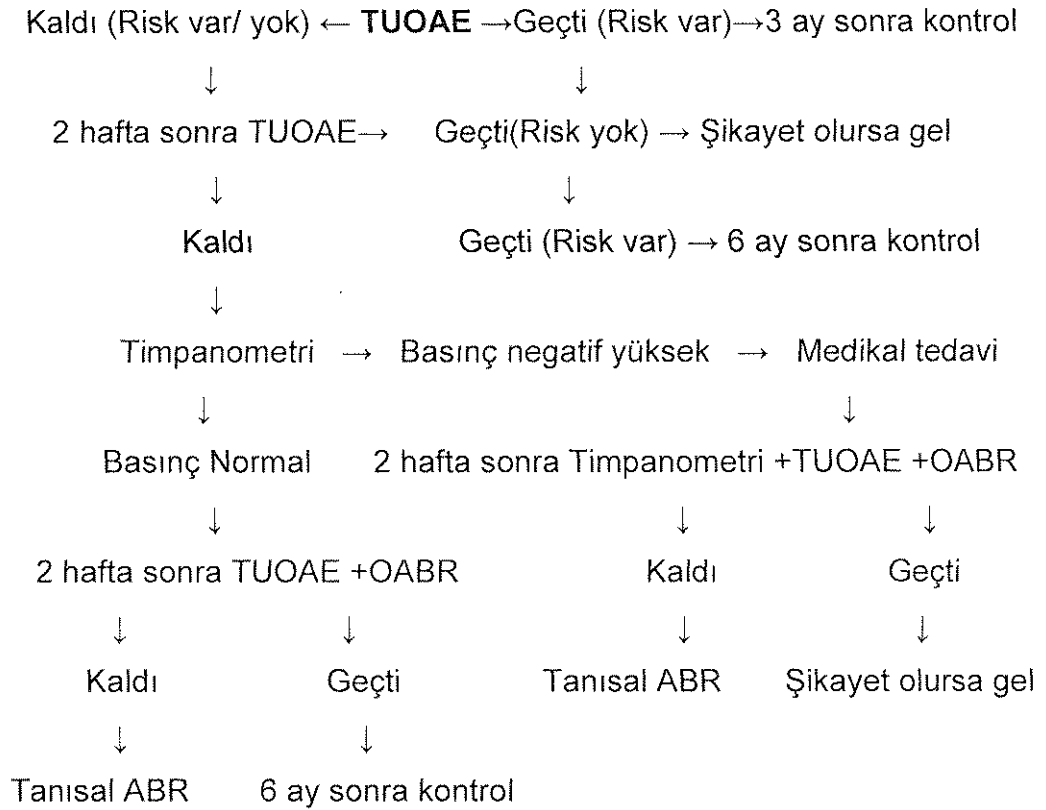 Kaldı (Risk var/ yok) ← TUOAE →Geçti (Risk var)→3 ay sonra kontrol
↓ ↓
2 hafta sonra TUOAE→ Geçti(Risk yok) → Şikayet olursa gel
↓ ↓
Kaldı Geçti (Risk var) → 6 ay sonra kontrol
↓
Timpanometri → Basınç negatif yüksek → Medikal tedavi
↓ ↓
Basınç Normal 2 hafta sonra Timpanometri +TUOAE +OABR
↓ ↓ ↓
2 hafta sonra TUOAE +OABR Kaldı Geçti
↓ ↓ ↓ ↓
Kaldı Geçti Tanısal ABR Şikayet olursa gel
↓ ↓
Tanısal ABR 6 ay sonra kontrol